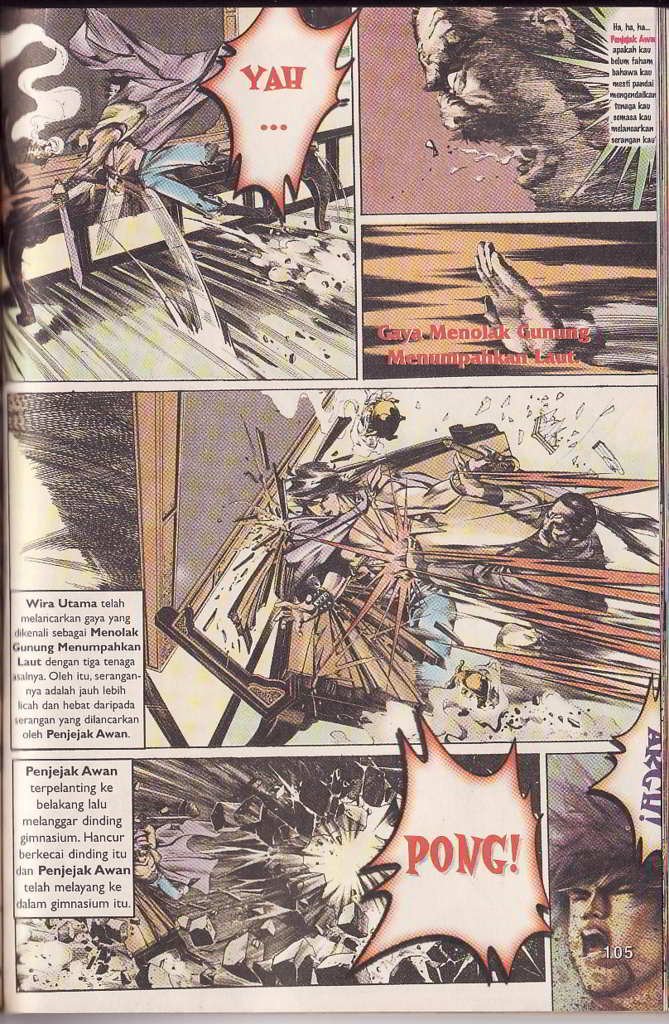 YAH
...
Ha, ha, ha...
Penjejak Awan
apakah kau
belum faham
bahawa kau
mesti pandai
mengendalikan
tenaga kau
semasa kau
melancarkan
serangan kau
Gaya Menolak Gunung
Menumpahkan Laut.
Wira Utama telah
melancarkan gaya yang
dikenali sebagai Menolak
Gunung Menumpahkan
Laut dengan tiga tenaga
asalnya. Oleh itu, serangan-
nya adalah jauh lebih
licah dan hebat daripada
serangan yang dilancarkan
oleh Penjejak Awan.
Penjejak Awan
terpelanting ke
belakang lalu
melanggar dinding
gimnasium. Hancur
berkecai dinding itu
dan Penjejak Awan
telah melayang ke
dalam gimnasium itu.
PONG!
ARGH!
105